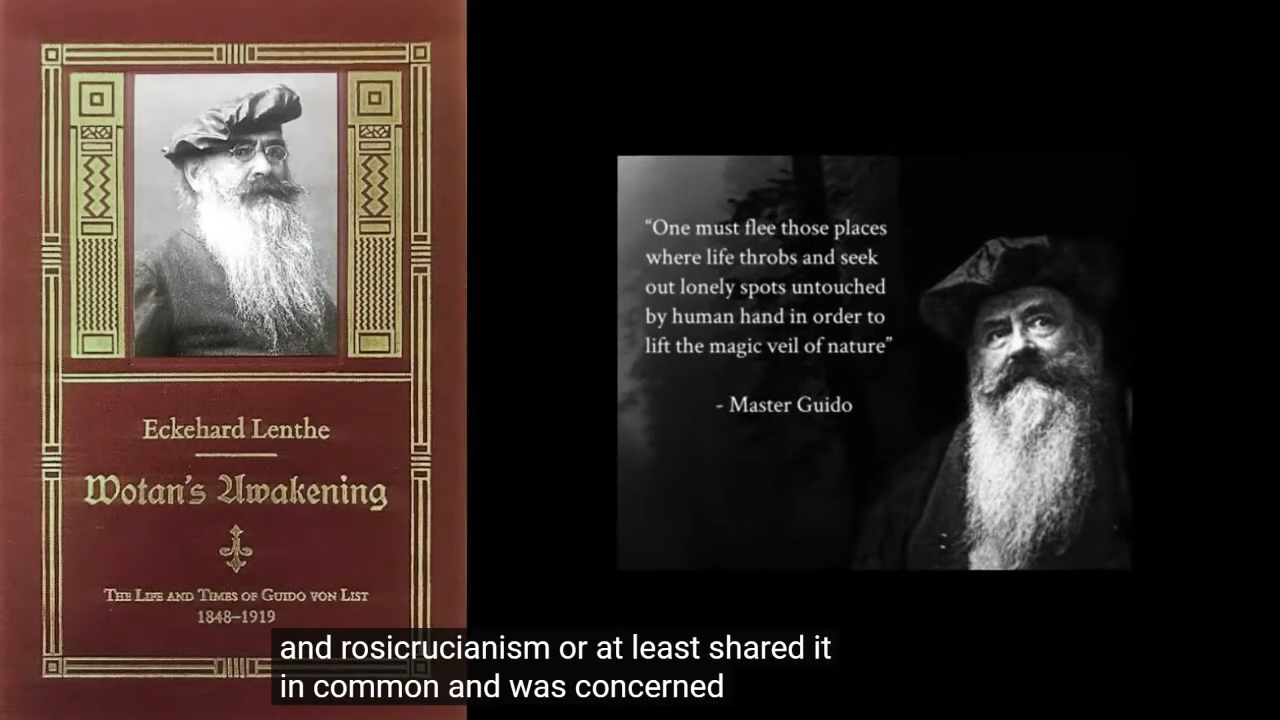 Eckehard Lenthe
Wotan's Awakening
The Life and Times of Guido von List
1848–1919
“One must flee those places
where life throbs and seek
out lonely spots untouched
by human hand in order to
lift the magic veil of nature”
- Master Guido
and rosicrucianism or at least shared it
in common and was concerned